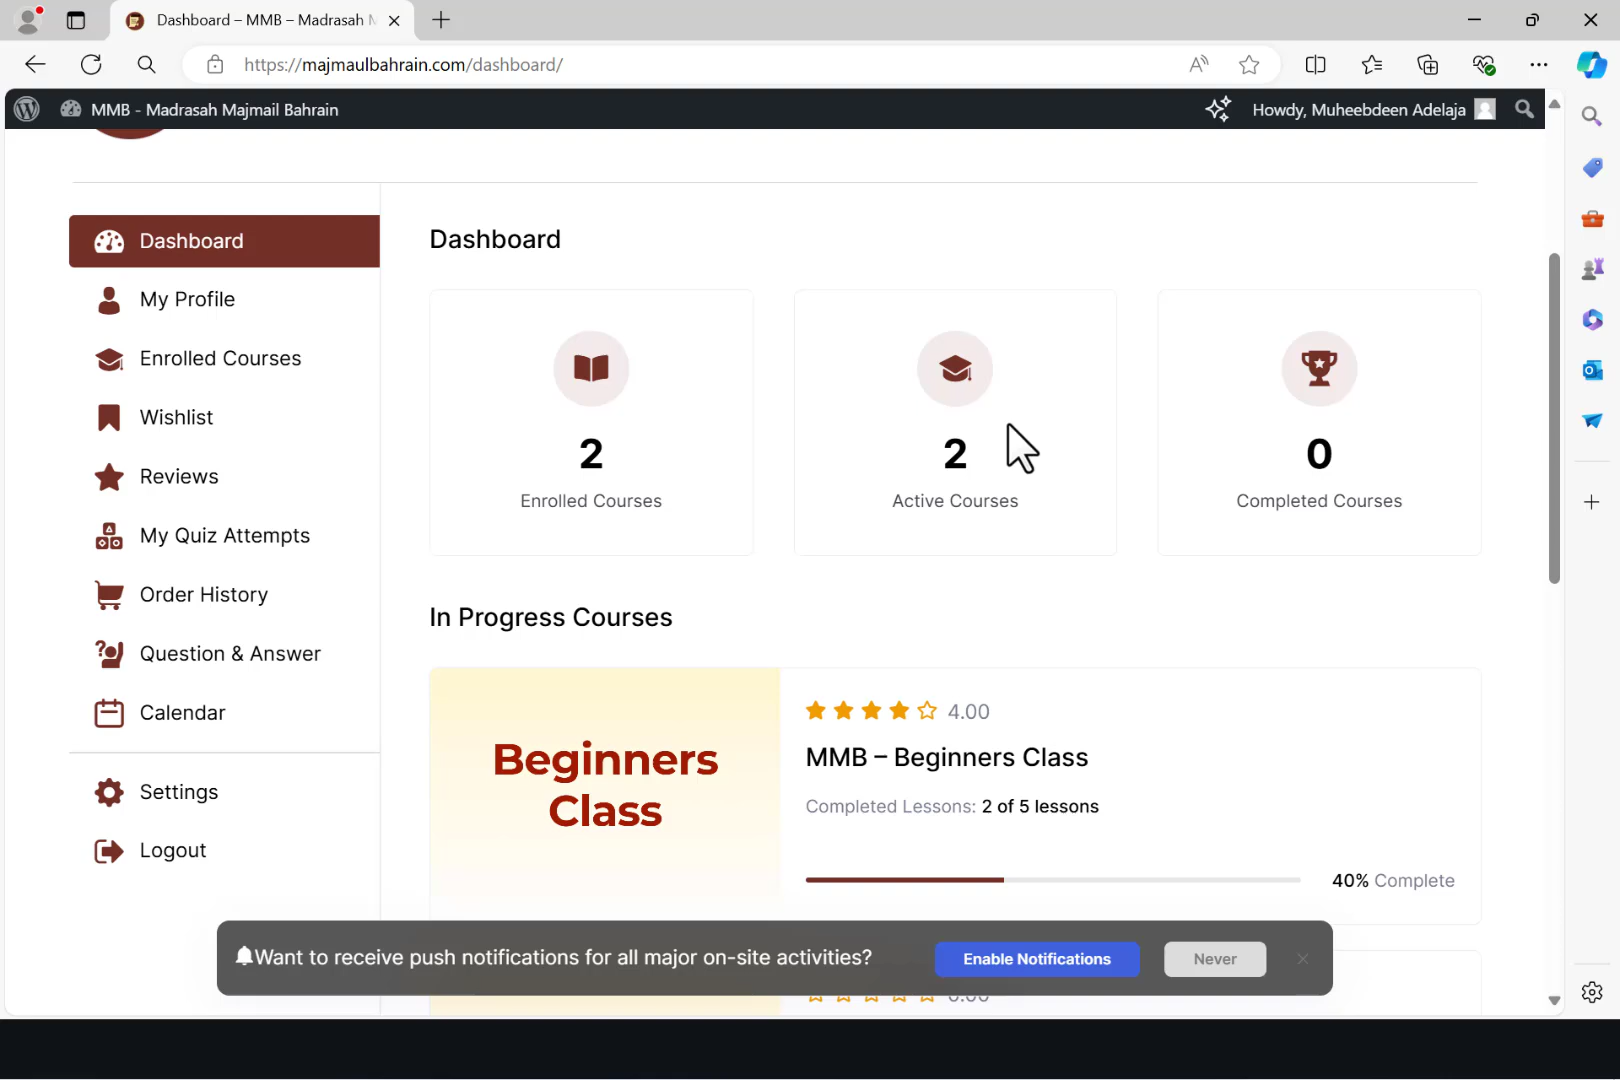 Dashboard – MMB – Madrasah M
https://majmaulbahrain.com/dashboard/
MMB - Madrasah Majmail Bahrain
Howdy, Muheebdeen Adelaja
Dashboard
My Profile
Enrolled Courses
Wishlist
Reviews
My Quiz Attempts
Order History
Question & Answer
Calendar
Settings
Logout
Dashboard
2
Enrolled Courses
2
Active Courses
0
Completed Courses
In Progress Courses
Beginners
Class
4.00
MMB – Beginners Class
Completed Lessons: 2 of 5 lessons
40% Complete
Want to receive push notifications for all major on-site activities?
Enable Notifications
Never